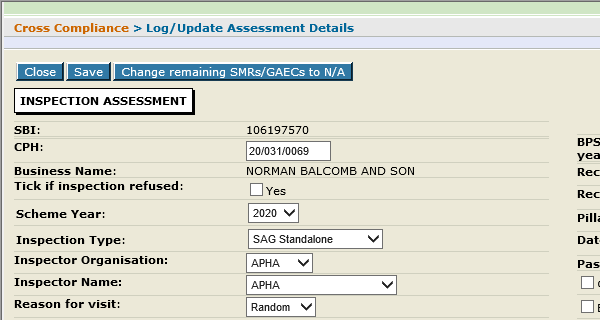 Cross Compliance > Log/Update Assessment Details
Close Save Change remaining SMRs/GAECs to N/A
INSPECTION ASSESSMENT
SBI: 106197570
CPH: 20/031/0069
BPS
yea
Business Name: NORMAN BALCOMB AND SON
Rec
Tick if inspection refused: Yes
Rec
Scheme Year: 2020
Pilla
Inspection Type: SAG Standalone
Dat
Inspector Organisation: APHA
Pas
Inspector Name: APHA
Reason for visit: Random